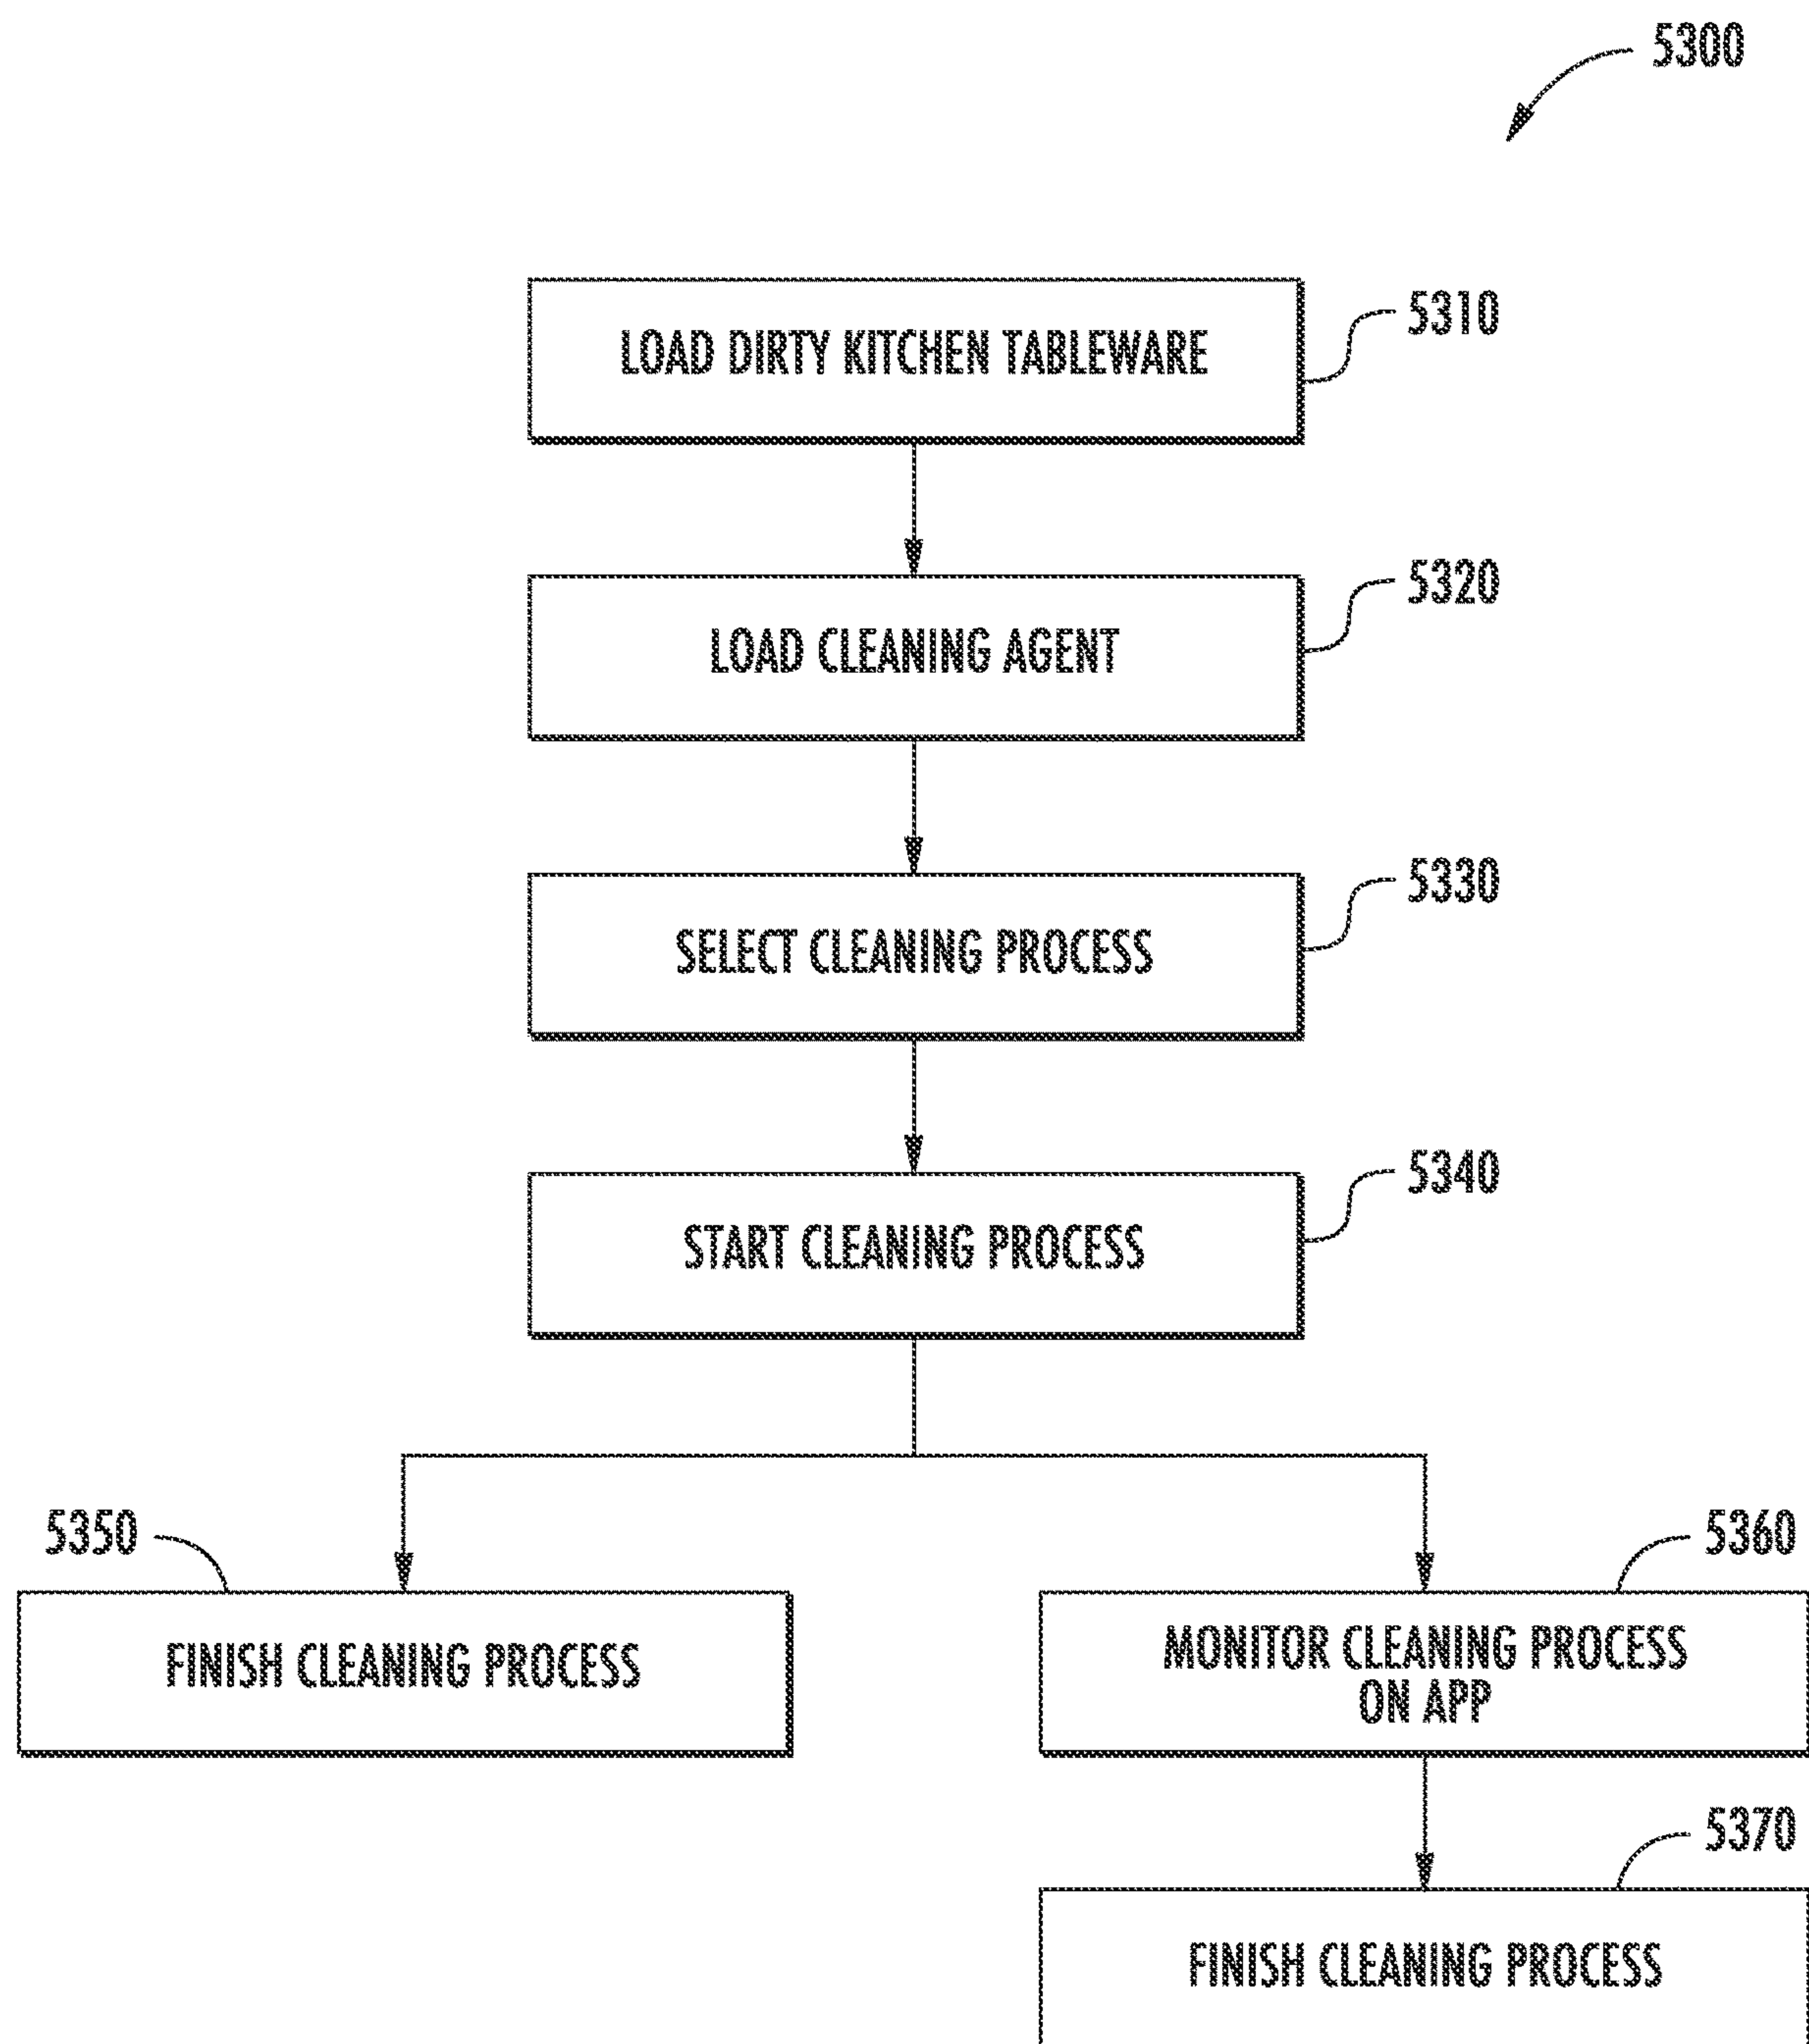 5300
LOAD DIRTY KITCHEN TABLEWARE
5310
LOAD CLEANING AGENT
5320
SELECT CLEANING PROCESS
5330
START CLEANING PROCESS
5340
5350
FINISH CLEANING PROCESS
5360
MONITOR CLEANING PROCESS
ON APP
5370
FINISH CLEANING PROCESS